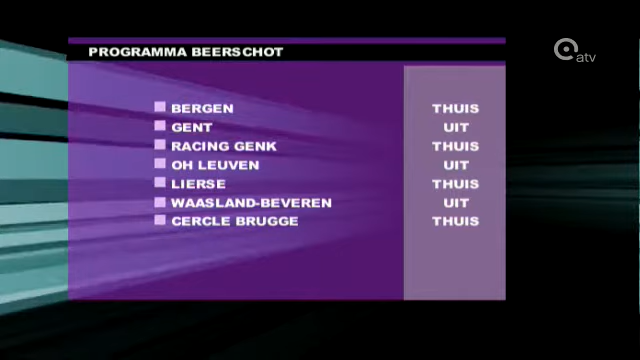 PROGRAMMA BEERSCHOT
atv
BERGEN THUIS
GENT UIT
RACING GENK THUIS
OH LEUVEN UIT
LIERSE THUIS
WAASLAND-BEVEREN UIT
CERCLE BRUGGE THUIS